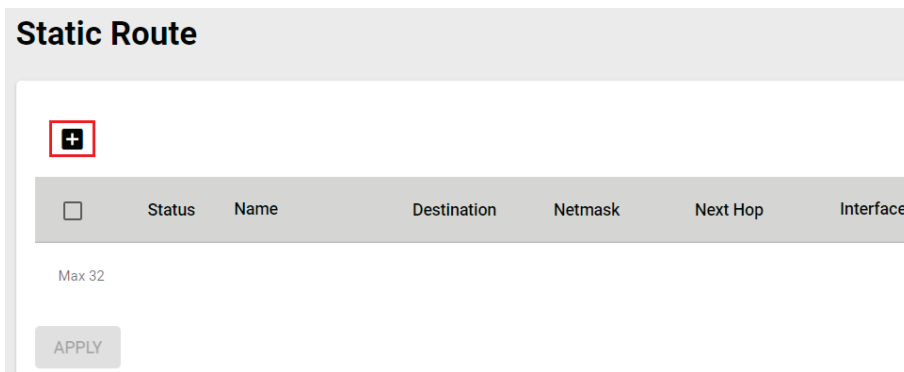 Static Route
Status Name Destination Netmask Next Hop Interface
Max 32
APPLY